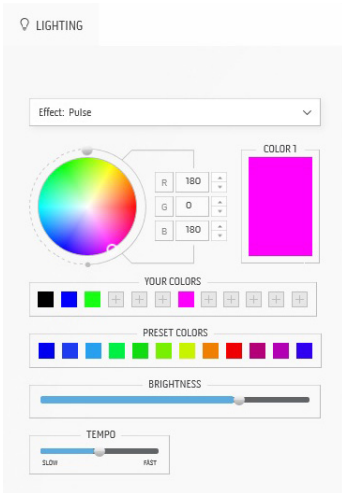 LIGHTING
Effect: Pulse
COLOR 1
R 180
G 0
B 180
YOUR COLORS
PRESET COLORS
BRIGHTNESS
TEMPO
SLOW FAST